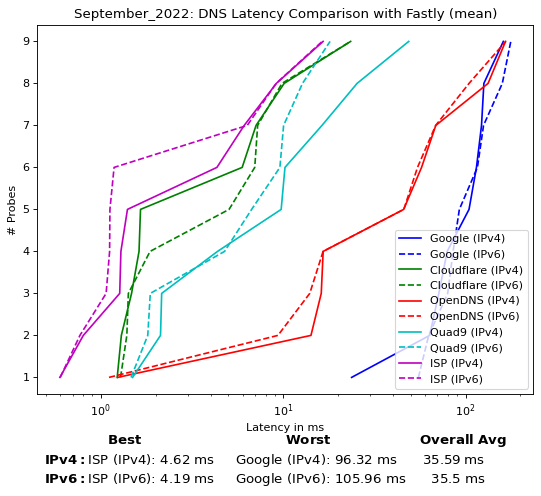 September_2022: DNS Latency Comparison with Fastly (mean)
# Probes
9
8
7
6
5
4
3
2
1
Google (IPv4)
Google (IPv6)
Cloudflare (IPv4)
Cloudflare (IPv6)
OpenDNS (IPv4)
OpenDNS (IPv6)
Quad9 (IPv4)
Quad9 (IPv6)
ISP (IPv4)
ISP (IPv6)
10⁰ 10¹ 10²
Latency in ms
Best Worst Overall Avg
IPv4: ISP (IPv4): 4.62 ms Google (IPv4): 96.32 ms 35.59 ms
IPv6: ISP (IPv6): 4.19 ms Google (IPv6): 105.96 ms 35.5 ms